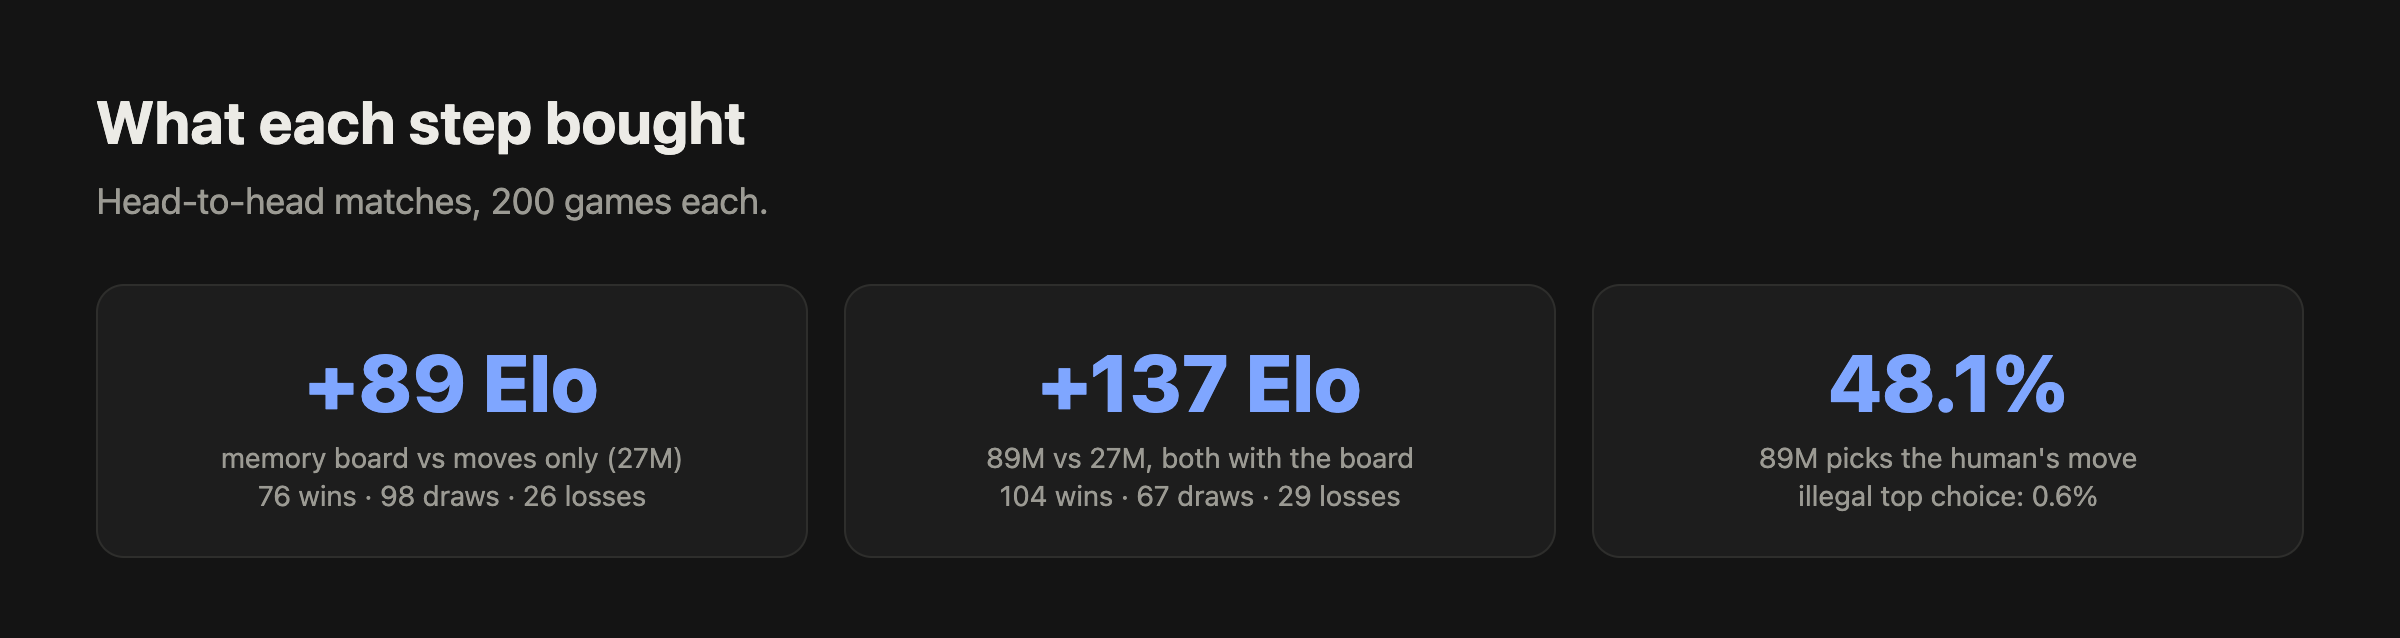 What each step bought
Head-to-head matches, 200 games each.
+89 Elo
memory board vs moves only (27M)
76 wins · 98 draws · 26 losses
+137 Elo
89M vs 27M, both with the board
104 wins · 67 draws · 29 losses
48.1%
89M picks the human's move
illegal top choice: 0.6%